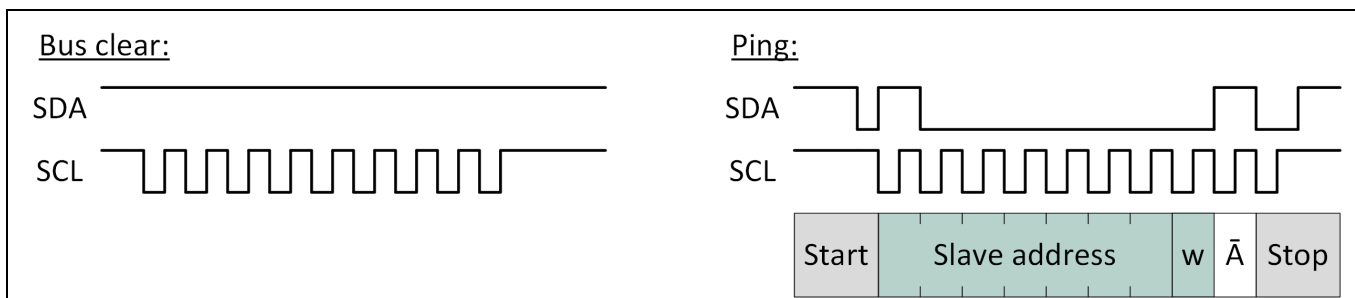 Bus clear:
SDA
SCL
Ping:
SDA
SCL
Start Slave address w Ā Stop